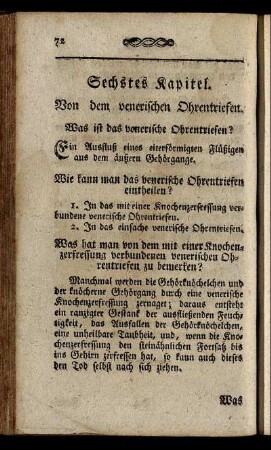 72
Sechstes Kapitel.
Von dem venerischen Ohrentriefen.
Was ist das venerische Ohrentriefen?
Ein Ausfluß eines eiterförmigten Flüßigen
aus dem äußern Gehörgange.
Wie kann man das venerische Ohrentriefen
eintheilen?
1. In das mit einer Knochenzerfressung ver-
bundene venerische Ohrentriefen.
2. In das einfache venerische Ohrentriefen.
Was hat man von dem mit einer Knochen-
zerfressung verbundenen venerischen Oh-
rentriefen zu bemerken?
Manchmal werden die Gehörknöchelchen und
der knöcherne Gehörgang durch eine venerische
Knochenzerfressung zernaget; daraus entsteht
ein ranzigter Gestank der ausfließenden Feuch-
tigkeit, das Ausfallen der Gehörknöchelchen,
eine unheilbare Taubheit, und, wenn die Kno-
chenzerfressung den steinähnlichen Fortsatz bis
ins Gehirn zerfressen hat, so kann auch dieses
den Tod selbst nach sich ziehen.
Was